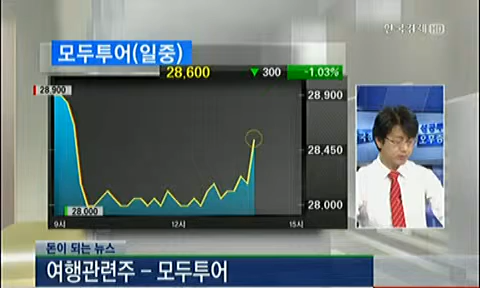 한국경제 HD
모두투어(일중)
28,600 ▼ 300 -1.03%
28,900
28,900
28,450
28,000
28,000
9시 12시 15시
돈이 되는 뉴스
여행관련주 - 모두투어